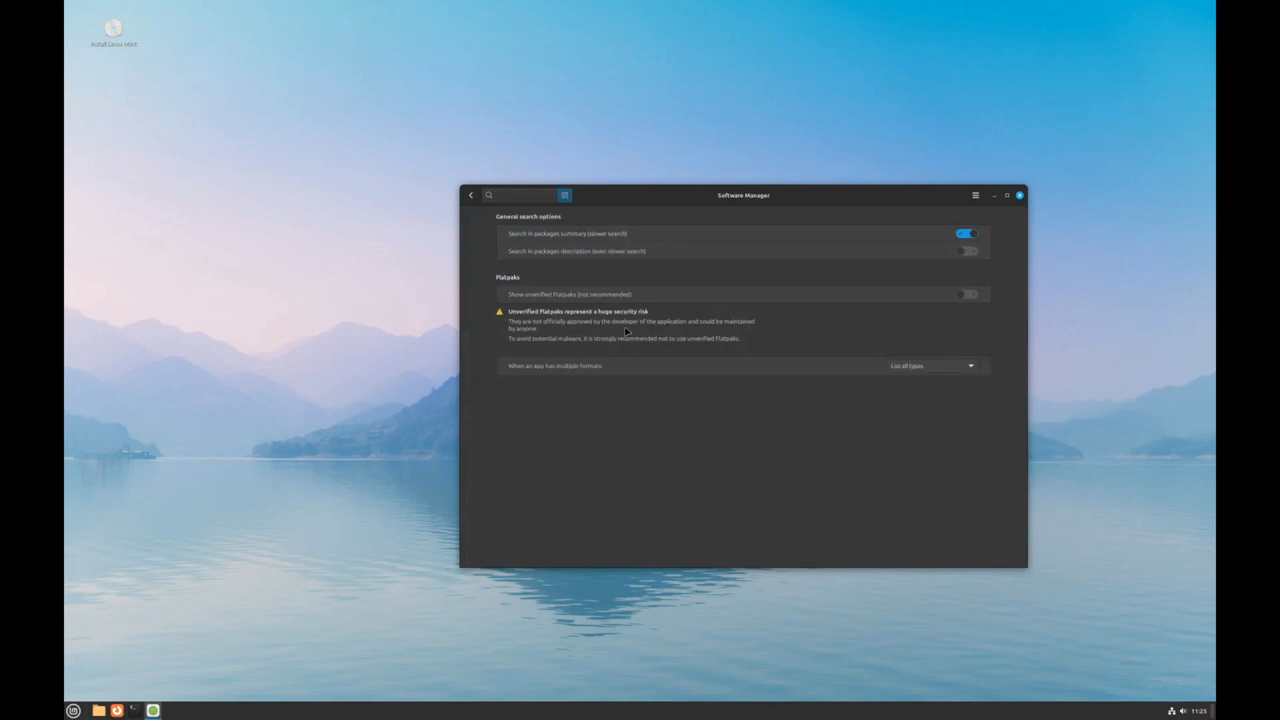 Install Linux Mint
Software Manager
General search options
Search in packages summary (slower search)
Search in packages description (even slower search)
Flatpaks
Show unverified Flatpaks (not recommended)
Unverified Flatpaks represent a huge security risk
They are not officially approved by the developer of the application and could be maintained
by anyone.
To avoid potential malware, it is strongly recommended not to use unverified Flatpaks.
When an app has multiple formats:
List all types
11:25